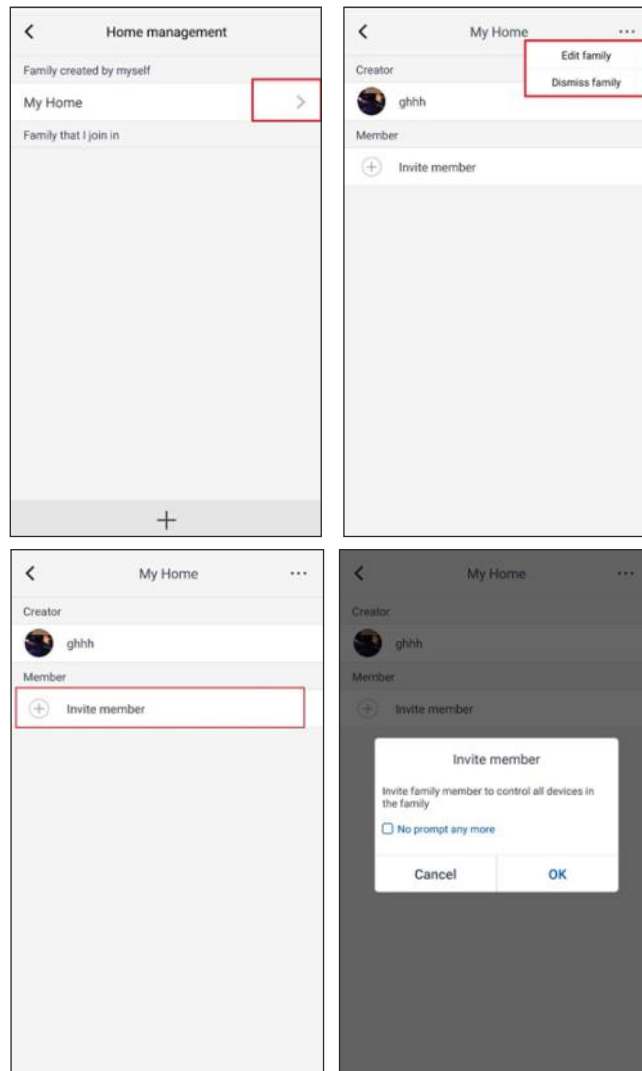 Home management
Family created by myself
My Home
Family that I join in
My Home
Edit family
Dismiss family
Creator
ghhh
Member
Invite member
My Home
Creator
ghhh
Member
Invite member
My Home
Creator
ghhh
Member
Invite member
Invite member
Invite family member to control all devices in
the family
No prompt any more
Cancel OK